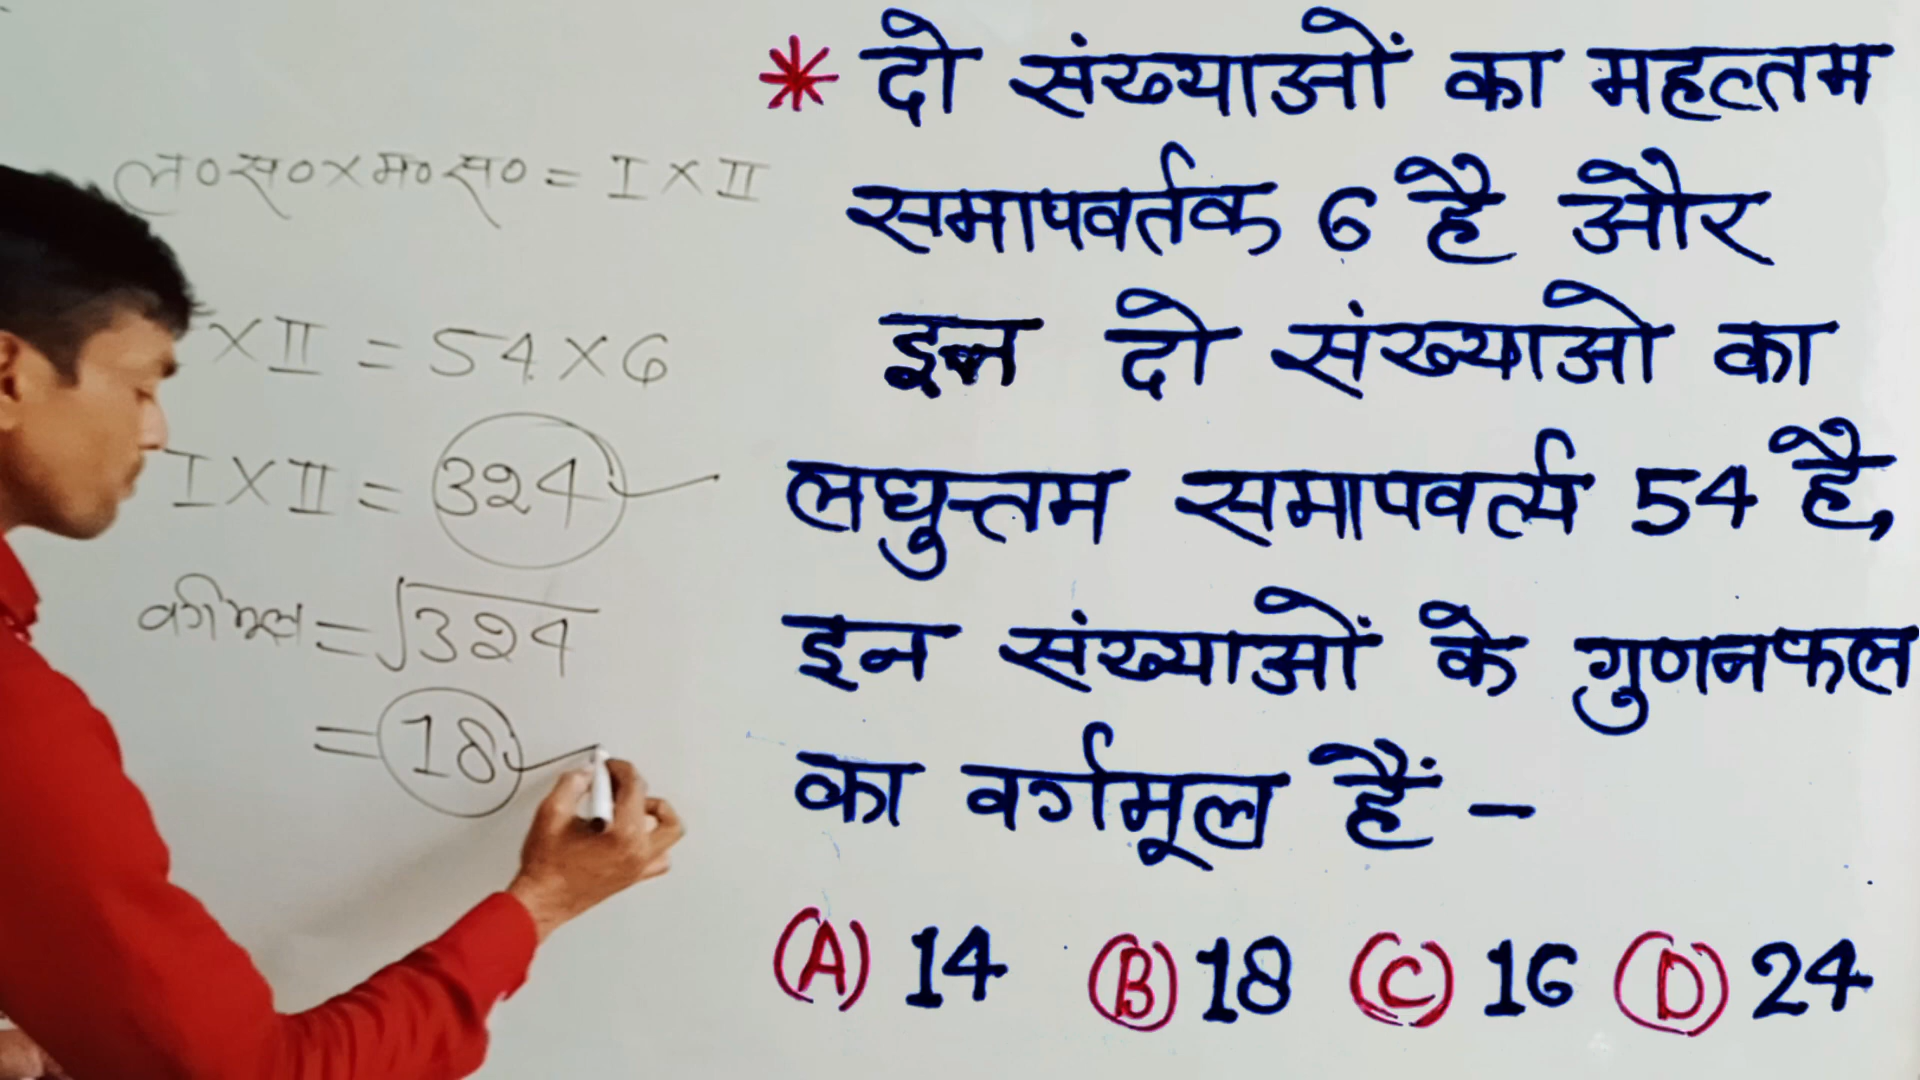 ल०स०×म०स० = I × II
× II = 54 × 6
I × II = 324
वर्गमूल = √324
= 18
* दो संख्याओं का महत्तम
समापवर्तक 6 है और
इन दो संख्याओ का
लघुत्तम समापवर्त्य 54 है,
इन संख्याओं के गुणनफल
का वर्गमूल हैं -
(A) 14 (B) 18 (C) 16 (D) 24